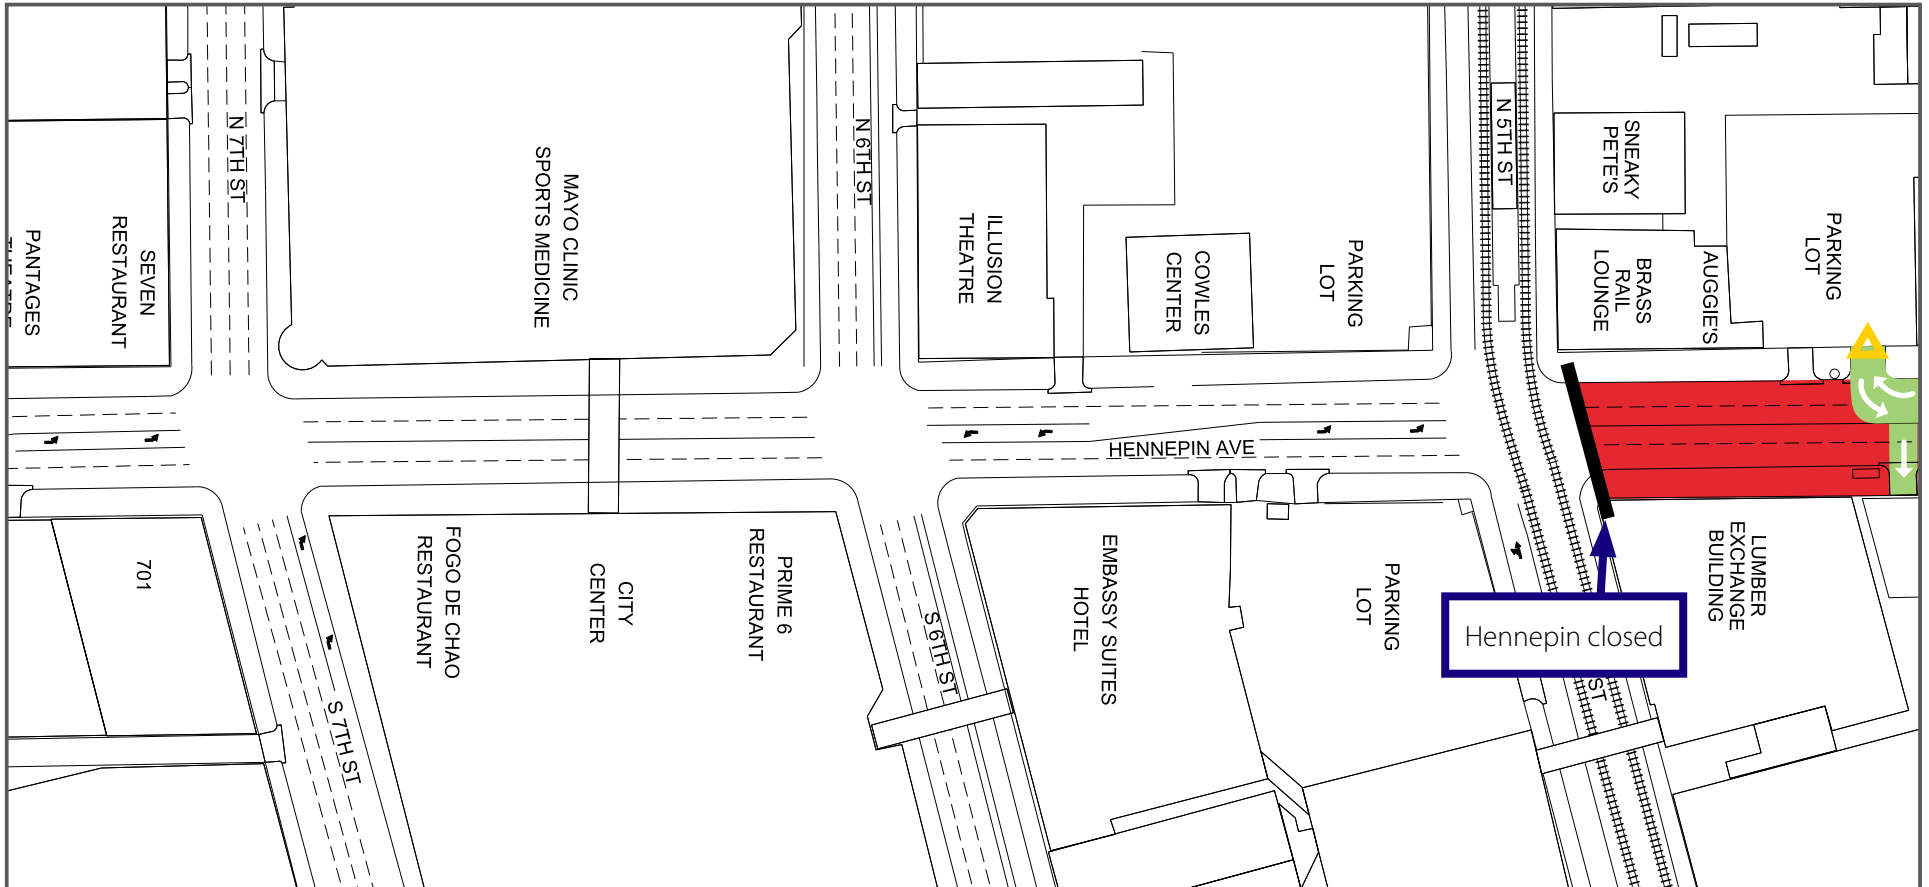 N 7TH ST
N 6TH ST
N 5TH ST
SNEAKY
PETE'S
PARKING
LOT
MAYO CLINIC
SPORTS MEDICINE
ILLUSION
THEATRE
COWLES
CENTER
PARKING
LOT
BRASS
RAIL
LOUNGE
AUGGIE'S
SEVEN
RESTAURANT
PANTAGES
HENNEPIN AVE
701
FOGO DE CHAO
RESTAURANT
CITY
CENTER
PRIME 6
RESTAURANT
EMBASSY SUITES
HOTEL
PARKING
LOT
LUMBER
EXCHANGE
BUILDING
Hennepin closed
S 7TH ST
S 6TH ST
ST